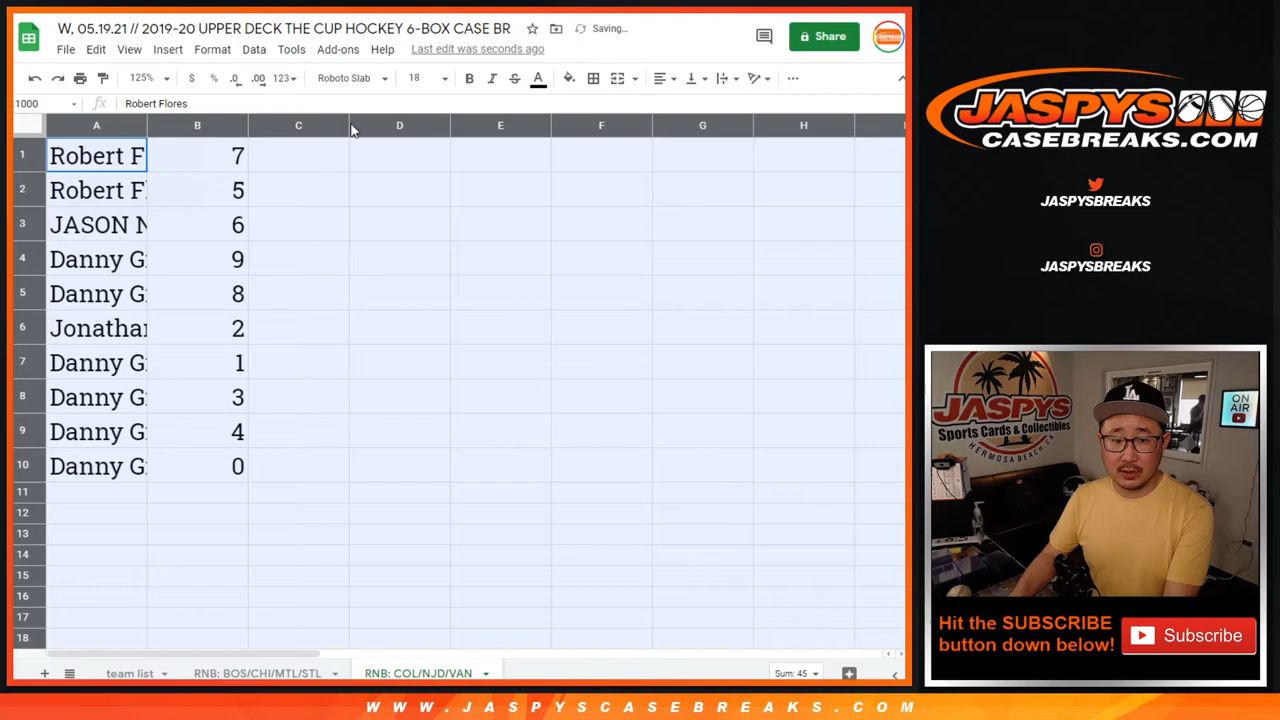 W, 05.19.21 // 2019-20 UPPER DECK THE CUP HOCKEY 6-BOX CASE BR
Saving...
File Edit View Insert Format Data Tools Add-ons Help Last edit was seconds ago
Share
125% $ % .0 .00 123 Roboto Slab 18 B I S A
1000 fx Robert Flores
A B C D E F G H
1 Robert F 7
2 Robert F 5
3 JASON N 6
4 Danny G 9
5 Danny G 8
6 Jonathan 2
7 Danny G 1
8 Danny G 3
9 Danny G 4
10 Danny G 0
11
12
13
14
15
16
17
18
team list RNB: BOS/CHI/MTL/STL RNB: COL/NJD/VAN Sum: 45
JASPYS
CASEBREAKS.COM
JASPYSBREAKS
JASPYSBREAKS
JASPYS
Sports Cards & Collectibles
HERMOSA BEACH, CA
LA
ON
AIR
Hit the SUBSCRIBE
button down below!
Subscribe
WWW.JASPYSCASEBREAKS.COM